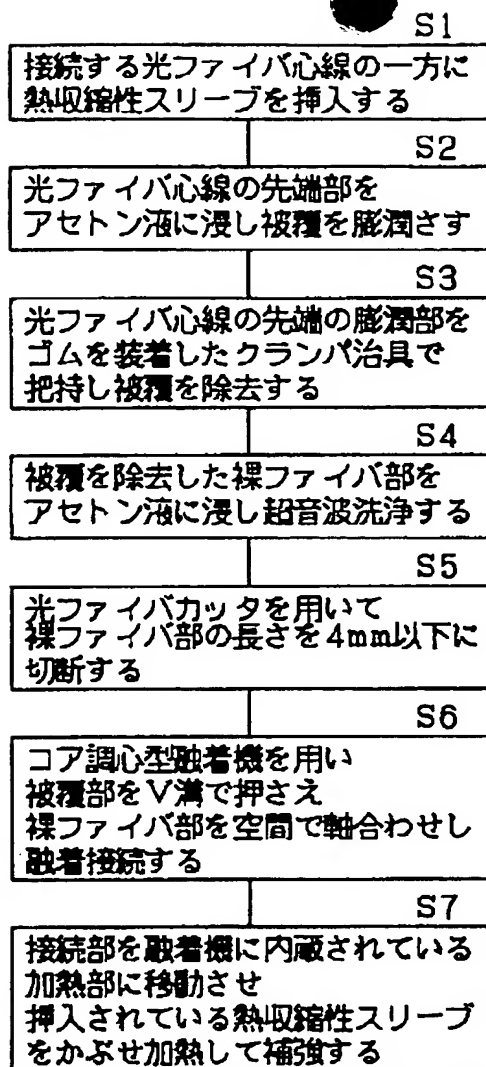 S1
接続する光ファイバ心線の一方に
熱収縮性スリーブを挿入する
S2
光ファイバ心線の先端部を
アセトン液に浸し被覆を膨潤さす
S3
光ファイバ心線の先端の膨潤部を
ゴムを装着したクランパ治具で
把持し被覆を除去する
S4
被覆を除去した裸ファイバ部を
アセトン液に浸し超音波洗浄する
S5
光ファイバカッタを用いて
裸ファイバ部の長さを4mm以下に
切断する
S6
コア調心型融着機を用い
被覆部をV溝で押さえ
裸ファイバ部を空間で軸合わせし
融着接続する
S7
接続部を融着機に内蔵されている
加熱部に移動させ
挿入されている熱収縮性スリーブ
をかぶせ加熱して補強する